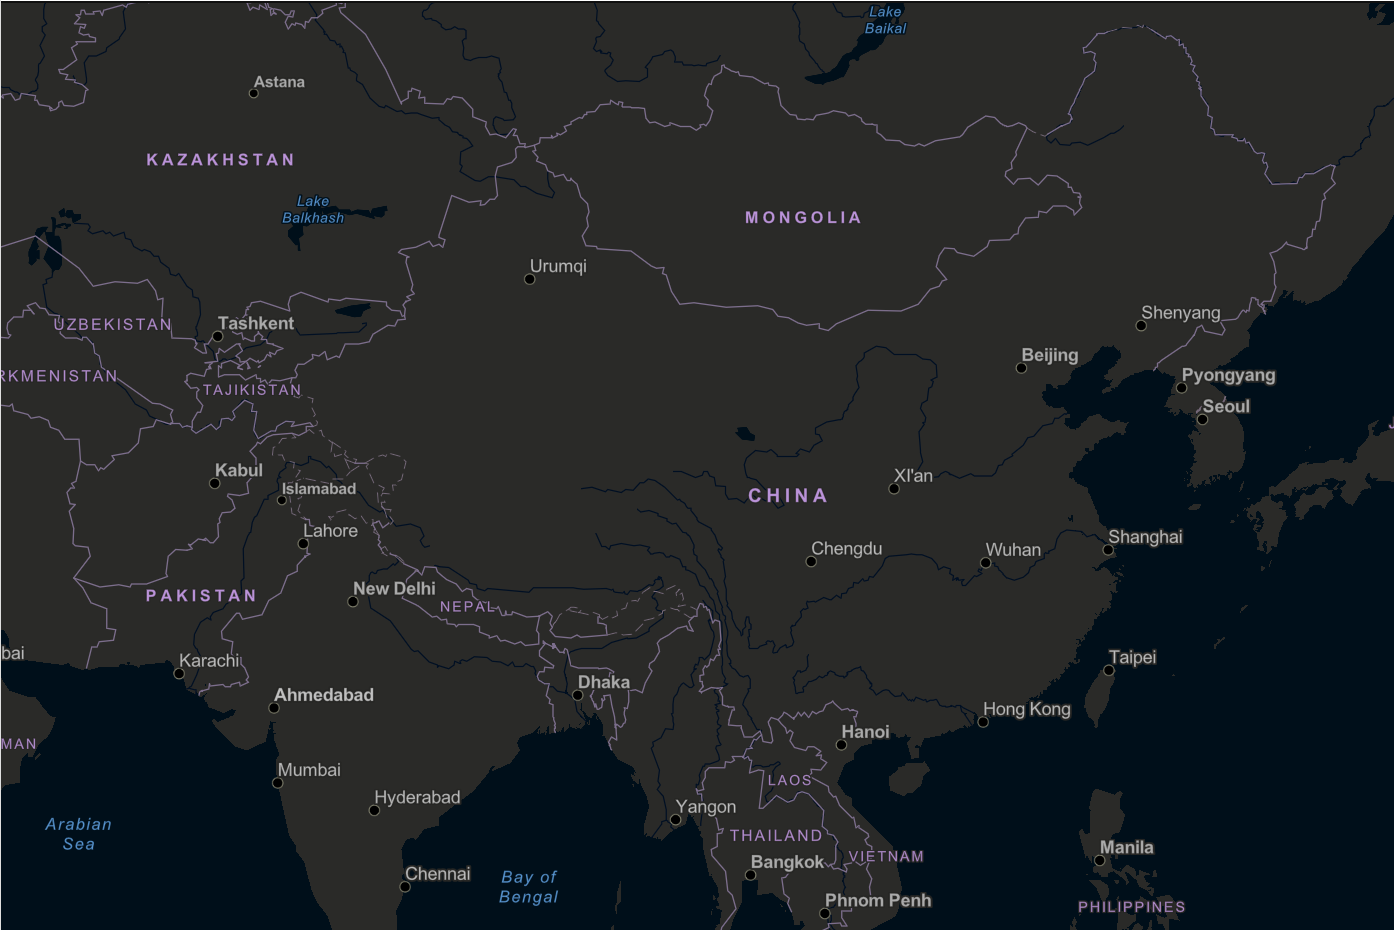 Lake
Baikal
Astana
KAZAKHSTAN
Lake
Balkhash
MONGOLIA
Urumqi
UZBEKISTAN
Tashkent
Shenyang
Beijing
RKMENISTAN
TAJIKISTAN
Pyongyang
Seoul
J
Kabul
Islamabad
XI'an
CHINA
Lahore
Shanghai
Chengdu
Wuhan
New Delhi
PAKISTAN
NEPAL
bai
Karachi
Taipei
Dhaka
Ahmedabad
Hong Kong
Hanoi
MAN
Mumbai
LAOS
Hyderabad
Yangon
Arabian
Sea
THAILAND
Manila
VIETNAM
Bangkok
Chennai
Bay of
Bengal
Phnom Penh
PHILIPPINES